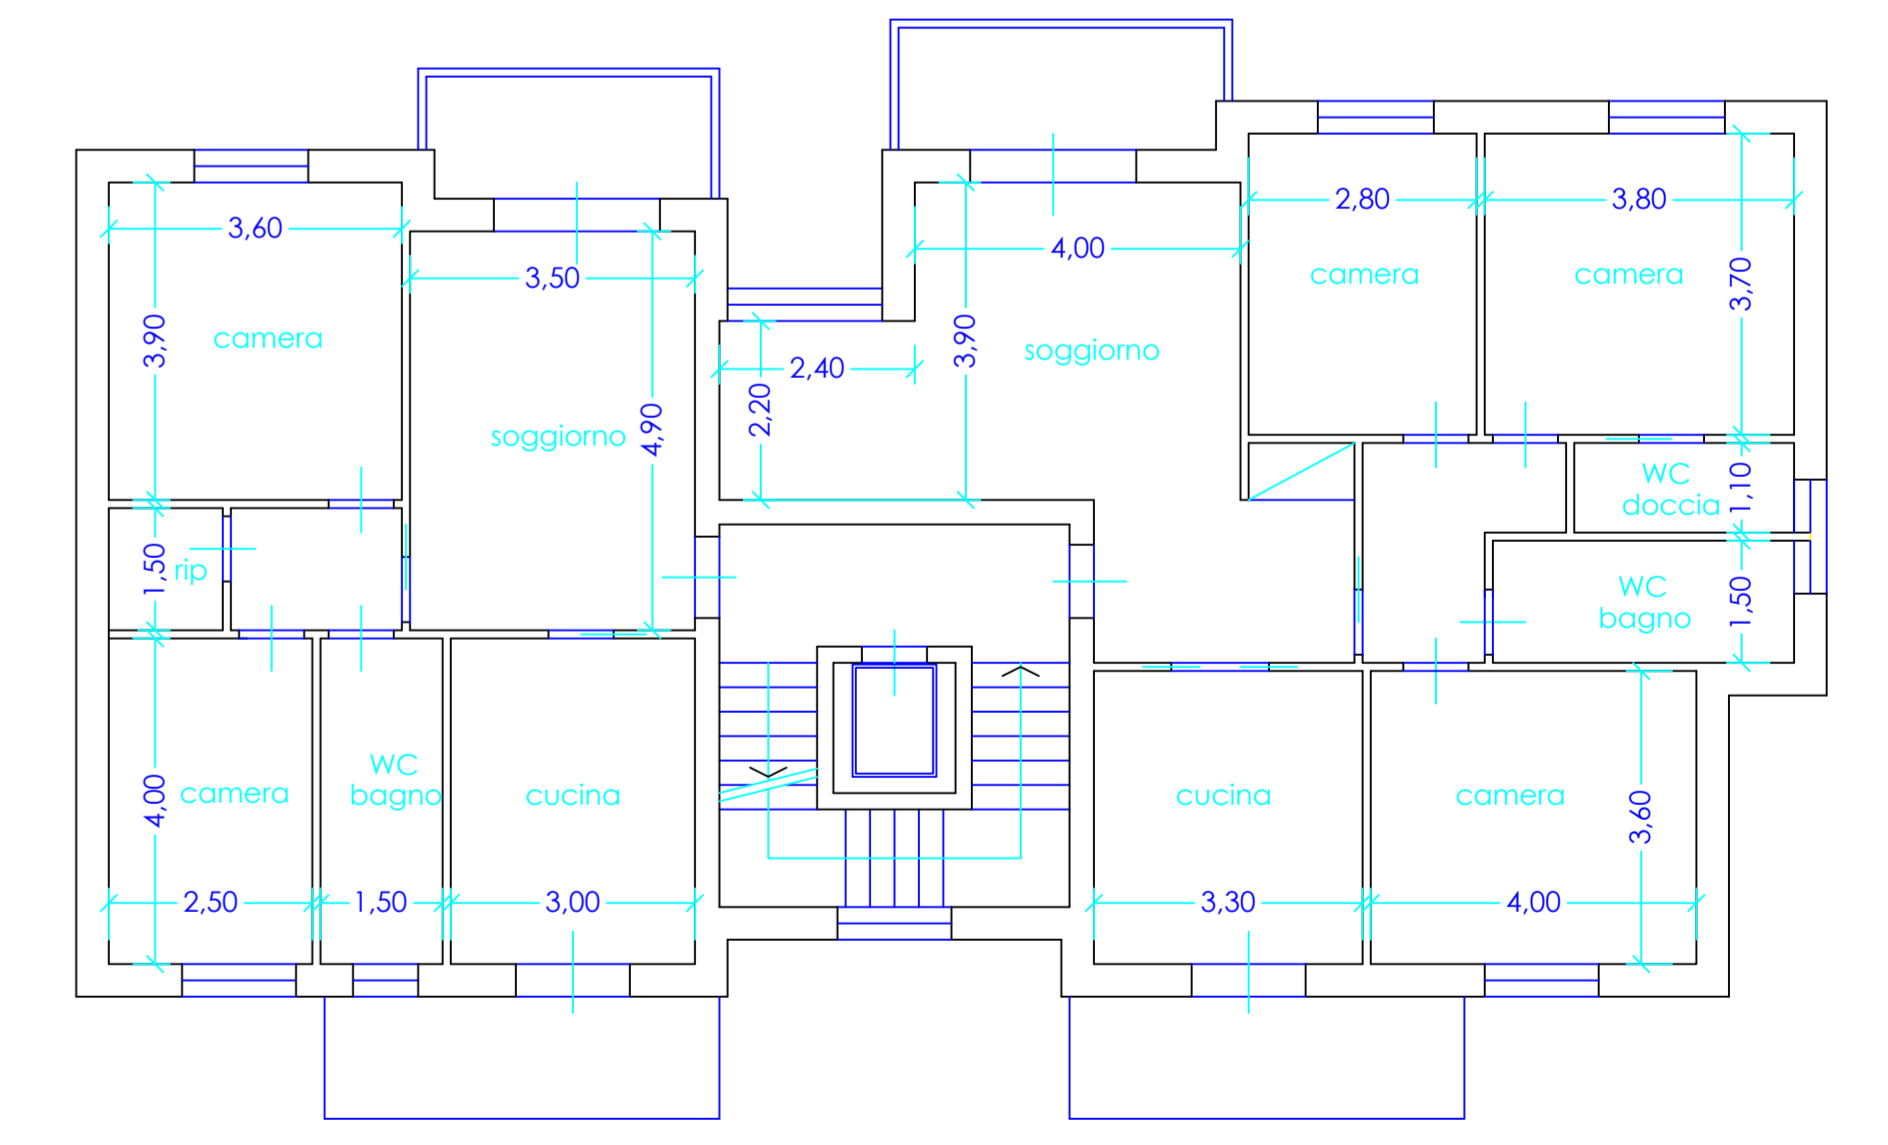 3,60
3,90
camera
3,50
soggiorno
4,90
2,40
2,20
4,00
3,90
soggiorno
2,80
camera
3,80
camera
3,70
WC
doccia
1,10
WC
bagno
1,50
1,50
rip
4,00
camera
2,50
WC
bagno
1,50
cucina
3,00
cucina
3,30
camera
4,00
3,60